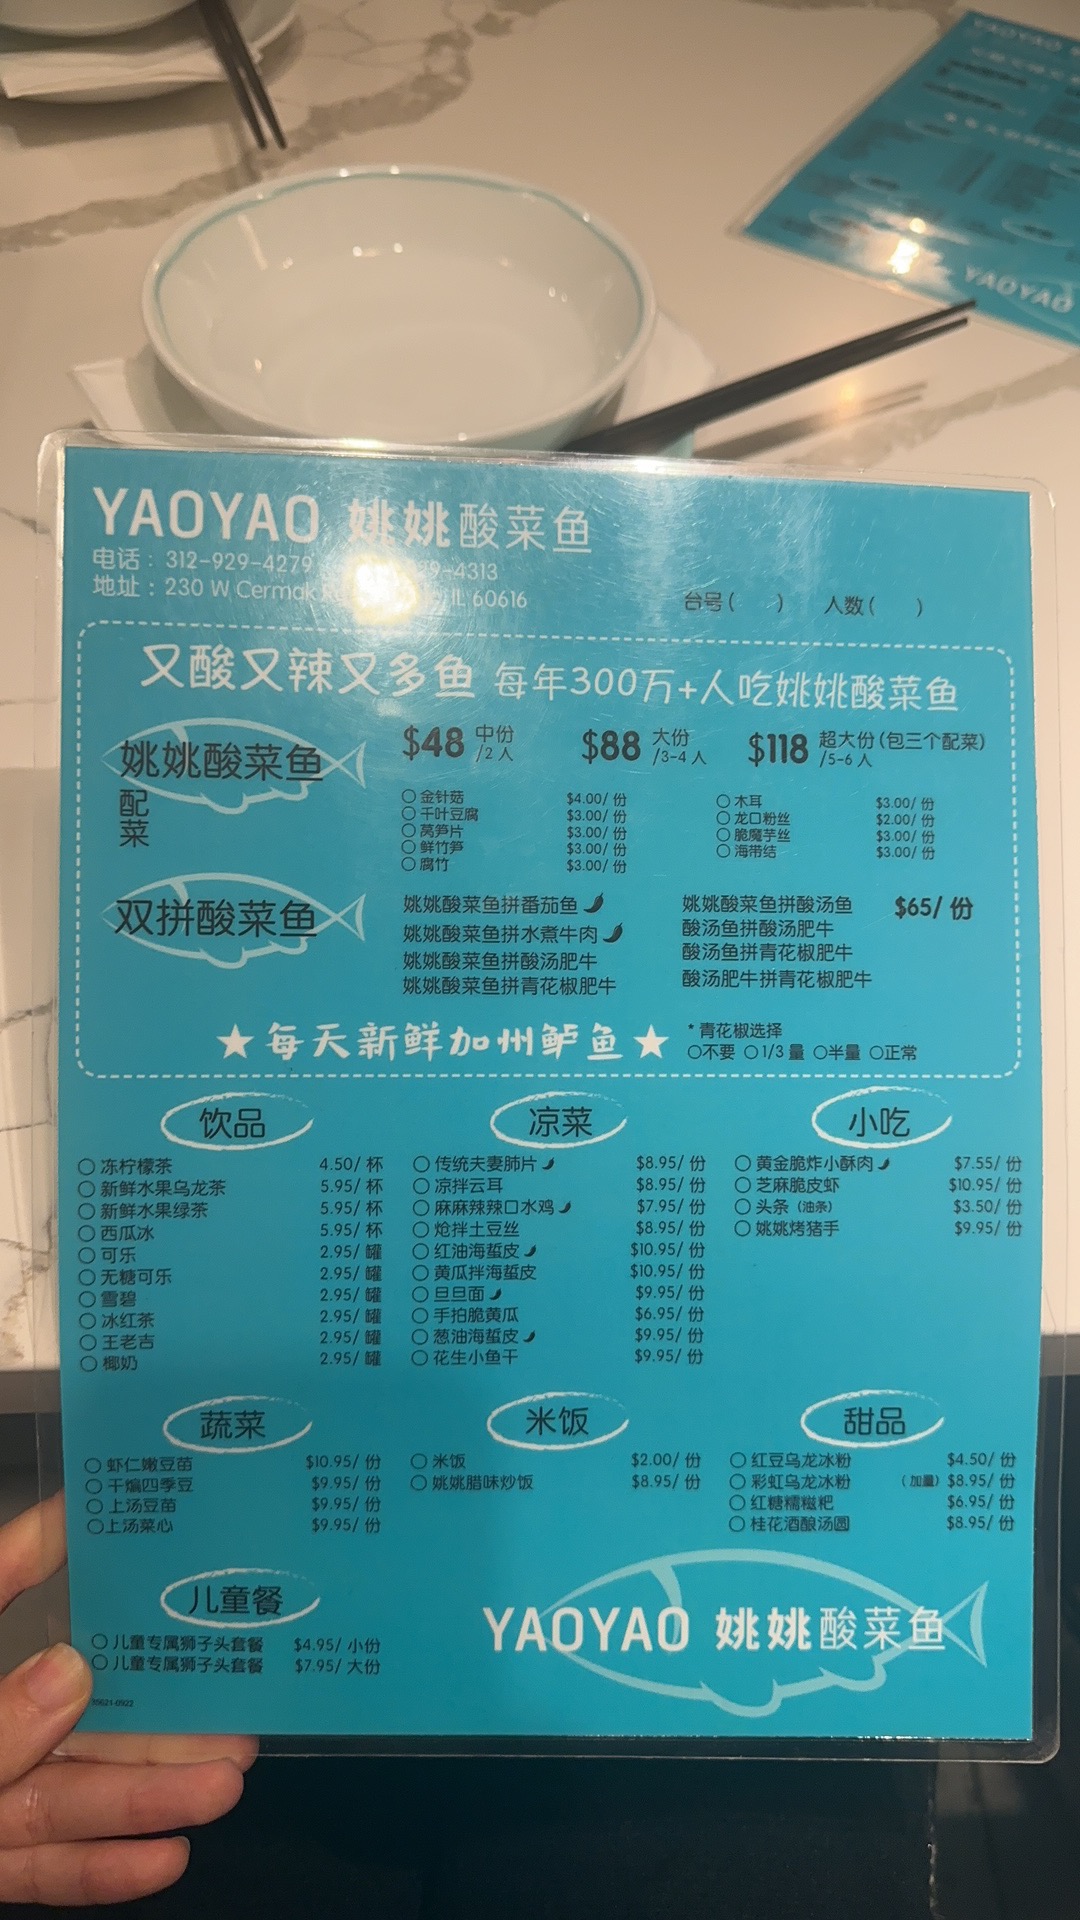 YAOYAO 姚姚酸菜鱼
电话：312-929-4279 9-4313
地址：230 W Cermak IL 60616
台号（ ） 人数（ ）
又酸又辣又多鱼 每年300万+人吃姚姚酸菜鱼
姚姚酸菜鱼 $48 中份/2人 $88 大份/3-4人 $118 超大份(包三个配菜)/5-6人
配菜
金针菇 $4.00/份 木耳 $3.00/份
千叶豆腐 $3.00/份 龙口粉丝 $2.00/份
莴笋片 $3.00/份 脆魔芋丝 $3.00/份
鲜竹笋 $3.00/份 海带结 $3.00/份
腐竹 $3.00/份
双拼酸菜鱼
姚姚酸菜鱼拼番茄鱼 姚姚酸菜鱼拼酸汤鱼 $65/份
姚姚酸菜鱼拼水煮牛肉 酸汤鱼拼酸汤肥牛
姚姚酸菜鱼拼酸汤肥牛 酸汤鱼拼青花椒肥牛
姚姚酸菜鱼拼青花椒肥牛 酸汤肥牛拼青花椒肥牛
★每天新鲜加州鲈鱼★
*青花椒选择
○不要 ○1/3量 ○半量 ○正常
饮品
○冻柠檬茶 4.50/杯
○新鲜水果乌龙茶 5.95/杯
○新鲜水果绿茶 5.95/杯
○西瓜冰 5.95/杯
○可乐 2.95/罐
○无糖可乐 2.95/罐
○雪碧 2.95/罐
○冰红茶 2.95/罐
○王老吉 2.95/罐
○椰奶 2.95/罐
凉菜
○传统夫妻肺片 $8.95/份
○凉拌云耳 $8.95/份
○麻麻辣辣口水鸡 $7.95/份
○炝拌土豆丝 $8.95/份
○红油海蜇皮 $10.95/份
○黄瓜拌海蜇皮 $10.95/份
○旦旦面 $9.95/份
○手拍脆黄瓜 $6.95/份
○葱油海蜇皮 $9.95/份
○花生小鱼干 $9.95/份
小吃
○黄金脆炸小酥肉 $7.55/份
○芝麻脆皮虾 $10.95/份
○头条（油条） $3.50/份
○姚姚烤猪手 $9.95/份
蔬菜
○虾仁嫩豆苗 $10.95/份
○干煸四季豆 $9.95/份
○上汤豆苗 $9.95/份
○上汤菜心 $9.95/份
米饭
○米饭 $2.00/份
○姚姚腊味炒饭 $8.95/份
甜品
○红豆乌龙冰粉 $4.50/份
○彩虹乌龙冰粉 （加量）$8.95/份
○红糖糯糍粑 $6.95/份
○桂花酒酿汤圆 $8.95/份
儿童餐
○儿童专属狮子头套餐 $4.95/小份
○儿童专属狮子头套餐 $7.95/大份
YAOYAO 姚姚酸菜鱼
YAOYAO